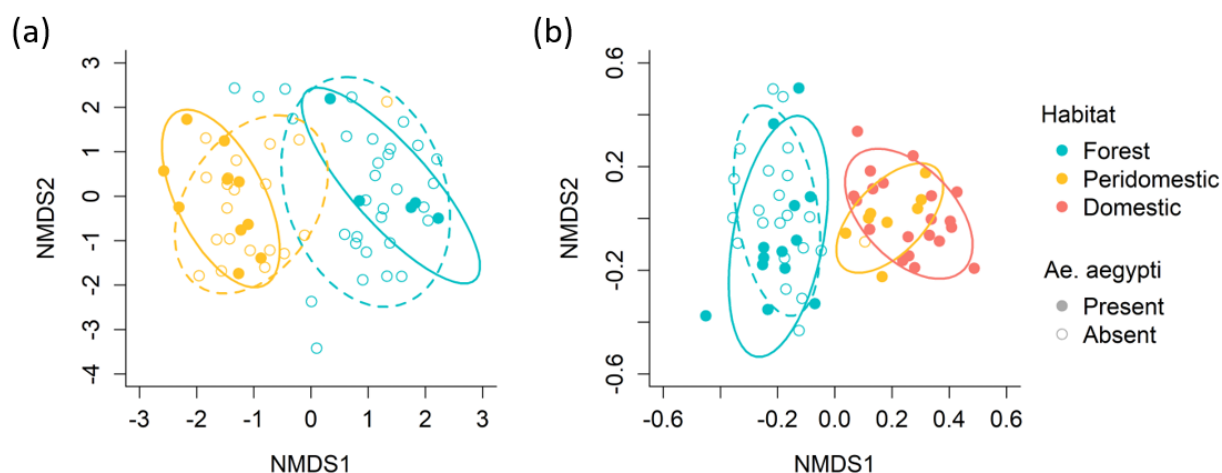 (a)
NMDS2
3
2
1
0
-1
-2
-3
-4
-3
-2
-1
0
1
2
3
NMDS1
(b)
NMDS2
0.6
0.2
-0.2
-0.6
-0.6
-0.2
0.0
0.2
0.4
0.6
NMDS1
Habitat
Forest
Peridomestic
Domestic
Ae. aegypti
Present
Absent